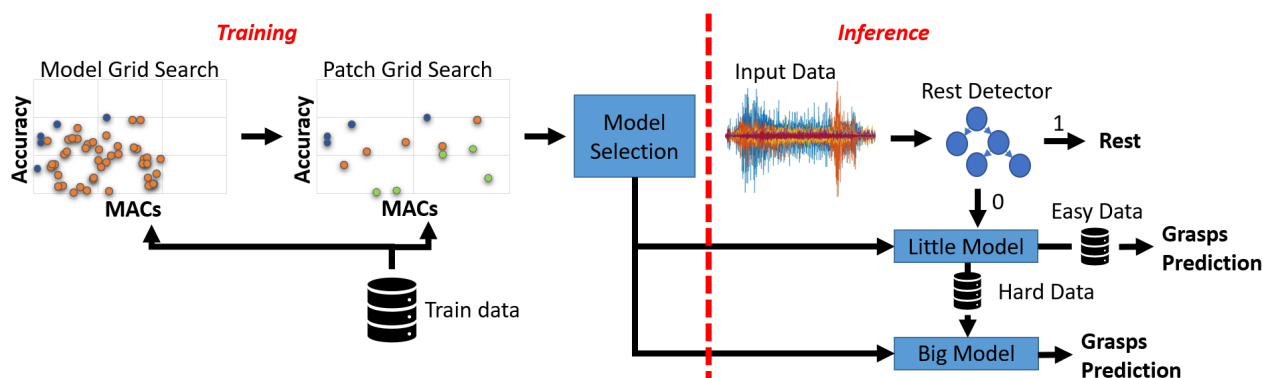 Training
Model Grid Search
Accuracy
MACs
Patch Grid Search
Accuracy
MACs
Train data
Model
Selection
Inference
Input Data
Rest Detector
1
Rest
0
Little Model
Easy Data
Grasps
Prediction
Hard Data
Big Model
Grasps
Prediction